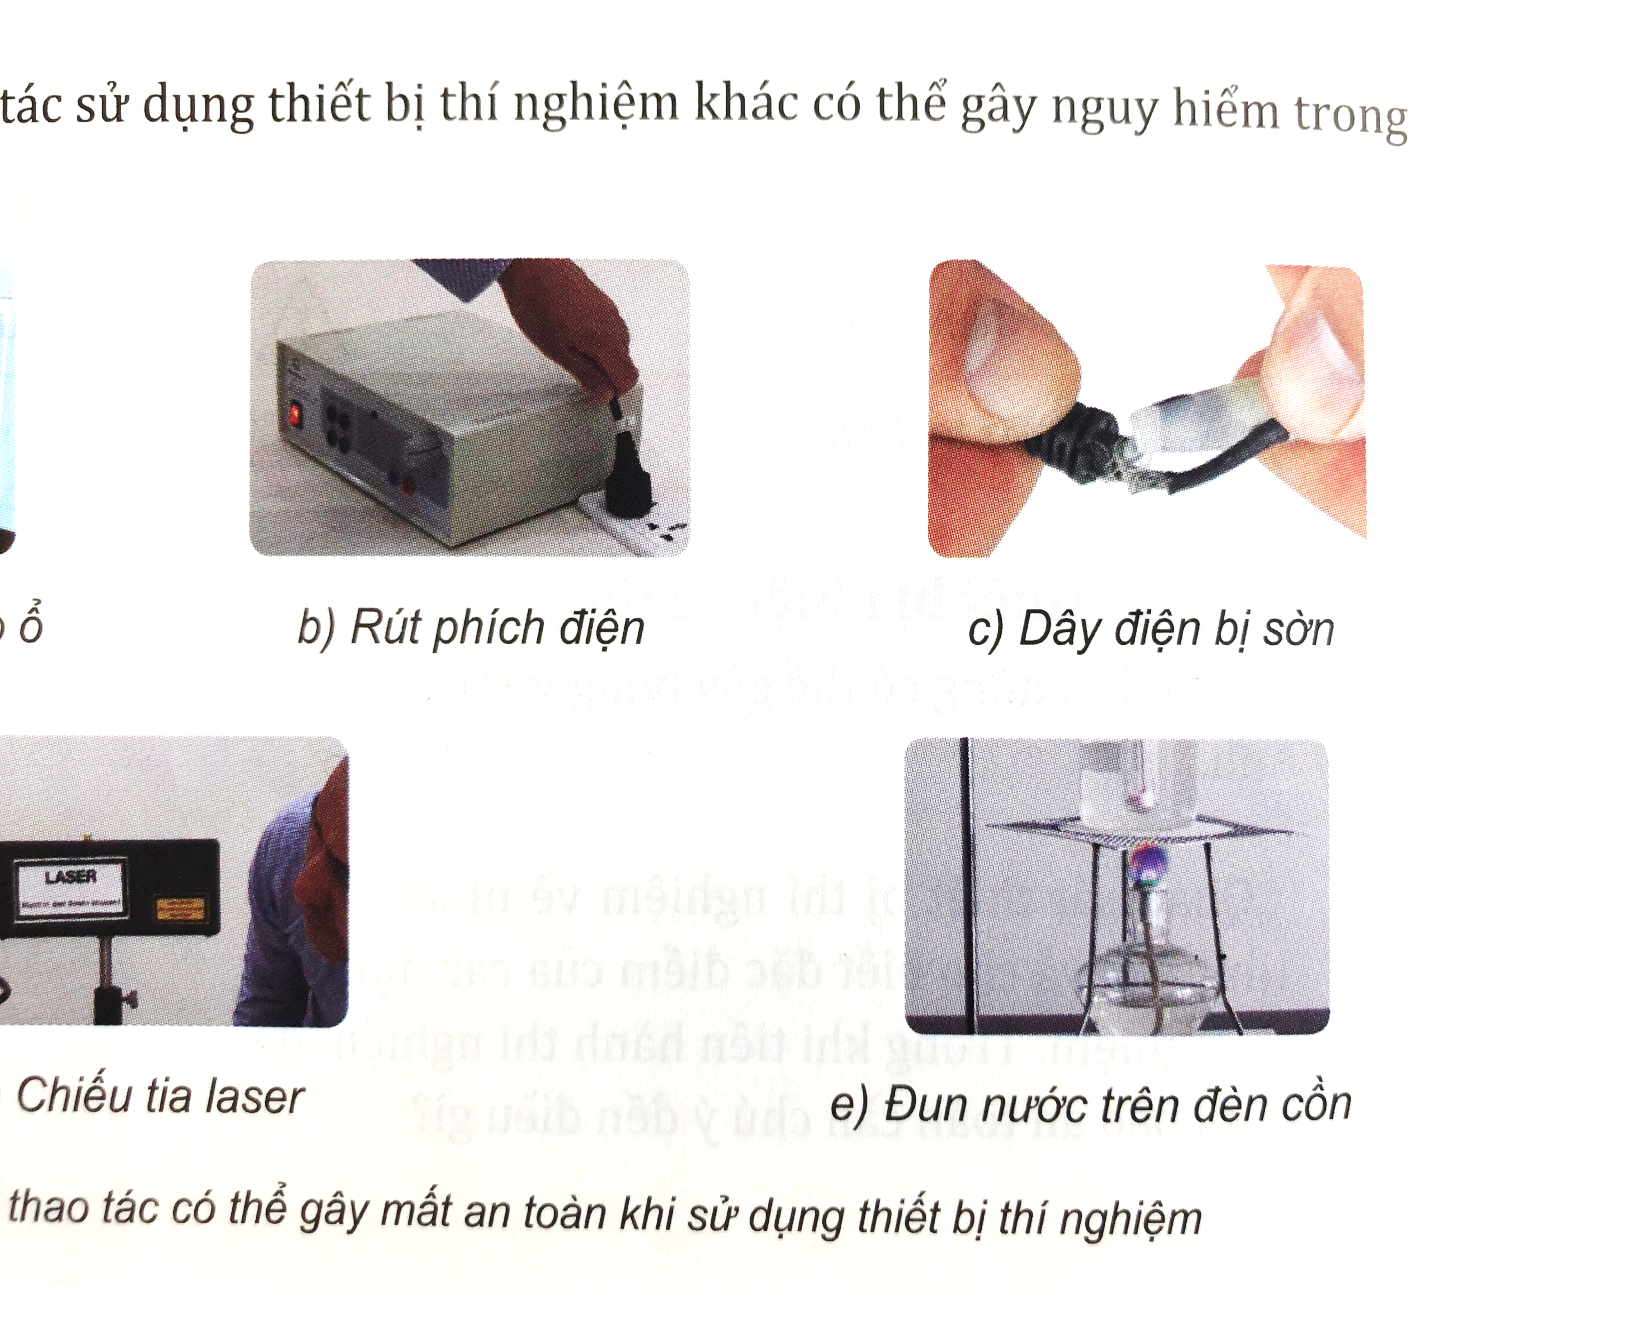 tác sử dụng thiết bị thí nghiệm khác có thể gây nguy hiểm trong
ổ
b) Rút phích điện
c) Dây điện bị sờn
LASER
Chiếu tia laser
e) Đun nước trên đèn cồn
thao tác có thể gây mất an toàn khi sử dụng thiết bị thí nghiệm